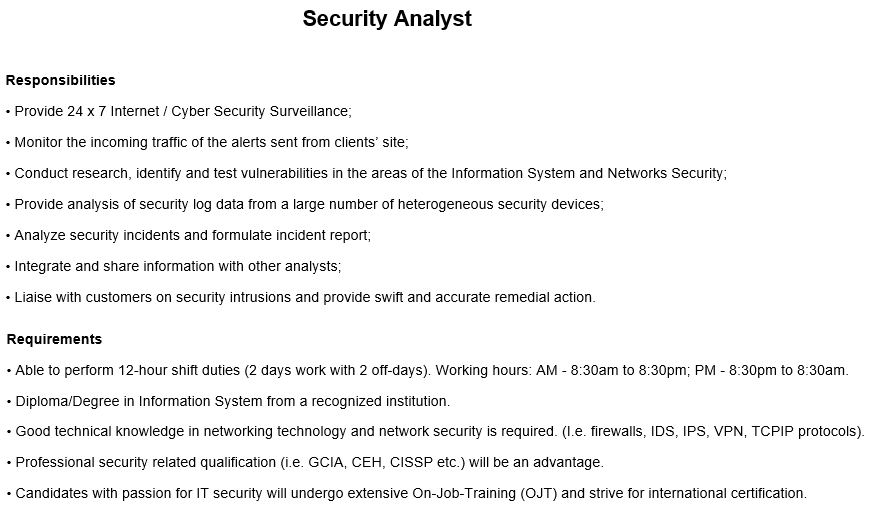 Security Analyst
Responsibilities
• Provide 24 x 7 Internet / Cyber Security Surveillance;
• Monitor the incoming traffic of the alerts sent from clients’ site;
• Conduct research, identify and test vulnerabilities in the areas of the Information System and Networks Security;
• Provide analysis of security log data from a large number of heterogeneous security devices;
• Analyze security incidents and formulate incident report;
• Integrate and share information with other analysts;
• Liaise with customers on security intrusions and provide swift and accurate remedial action.
Requirements
• Able to perform 12-hour shift duties (2 days work with 2 off-days). Working hours: AM - 8:30am to 8:30pm; PM - 8:30pm to 8:30am.
• Diploma/Degree in Information System from a recognized institution.
• Good technical knowledge in networking technology and network security is required. (I.e. firewalls, IDS, IPS, VPN, TCPIP protocols).
• Professional security related qualification (i.e. GCIA, CEH, CISSP etc.) will be an advantage.
• Candidates with passion for IT security will undergo extensive On-Job-Training (OJT) and strive for international certification.